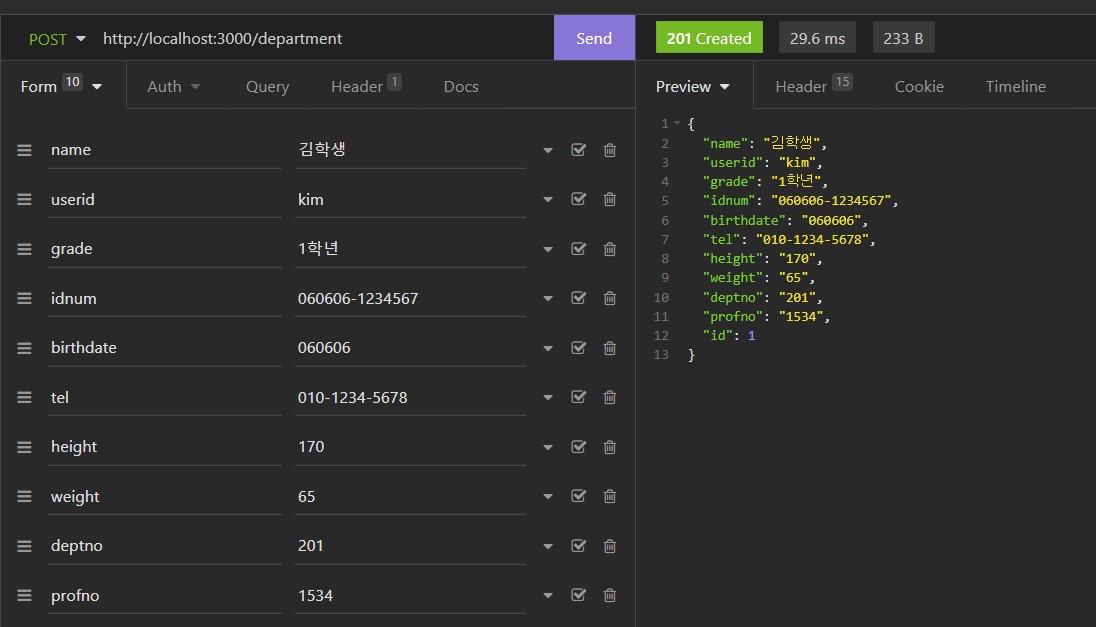 POST http://localhost:3000/department Send 201 Created 29.6 ms 233 B
Form 10 Auth Query Header 1 Docs
Preview Header 15 Cookie Timeline
name 김학생
userid kim
grade 1학년
idnum 060606-1234567
birthdate 060606
tel 010-1234-5678
height 170
weight 65
deptno 201
profno 1534
1 {
2 "name": "김학생",
3 "userid": "kim",
4 "grade": "1학년",
5 "idnum": "060606-1234567",
6 "birthdate": "060606",
7 "tel": "010-1234-5678",
8 "height": "170",
9 "weight": "65",
10 "deptno": "201",
11 "profno": "1534",
12 "id": 1
13 }